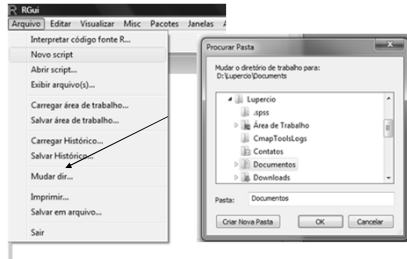 RGui
Arquivo Editar Visualizar Misc Pacotes Janelas
Interpretar código fonte R...
Novo script
Abrir script...
Exibir arquivo(s)...
Carregar área de trabalho...
Salvar área de trabalho...
Carregar Histórico...
Salvar Histórico...
Mudar dir...
Imprimir...
Salvar em arquivo...
Sair
Procurar Pasta
Mudar o diretório de trabalho para:
D:\Lupercio\Documents
Lupercio
.spss
Área de Trabalho
CmapToolsLogs
Contatos
Documentos
Downloads
Pasta: Documentos
Criar Nova Pasta OK Cancelar